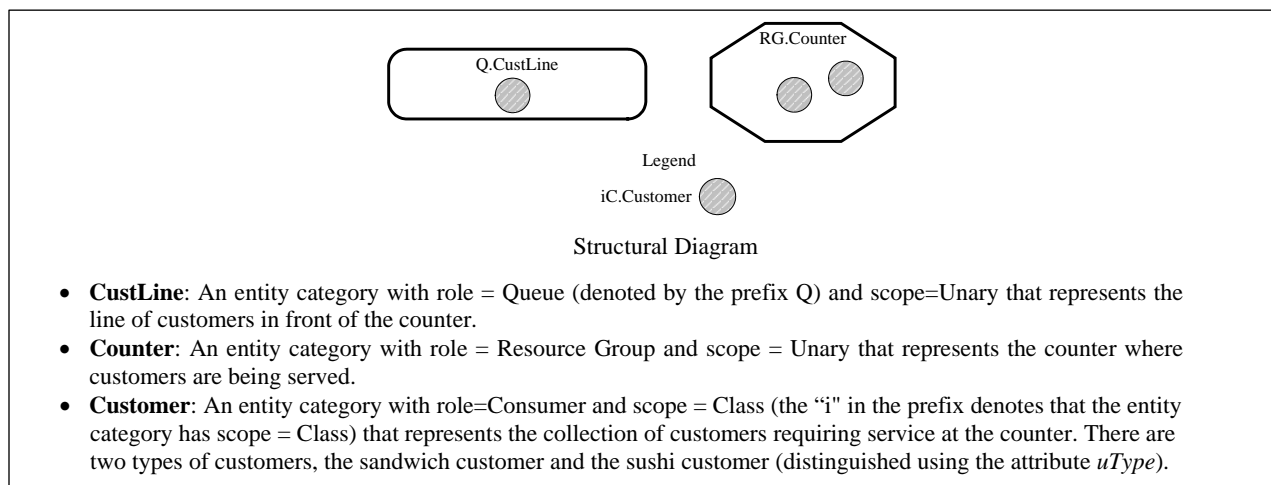 Q.CustLine
RG.Counter
Legend
iC.Customer
Structural Diagram
• CustLine: An entity category with role = Queue (denoted by the prefix Q) and scope=Unary that represents the
line of customers in front of the counter.
• Counter: An entity category with role = Resource Group and scope = Unary that represents the counter where
customers are being served.
• Customer: An entity category with role=Consumer and scope = Class (the “i" in the prefix denotes that the entity
category has scope = Class) that represents the collection of customers requiring service at the counter. There are
two types of customers, the sandwich customer and the sushi customer (distinguished using the attribute uType).